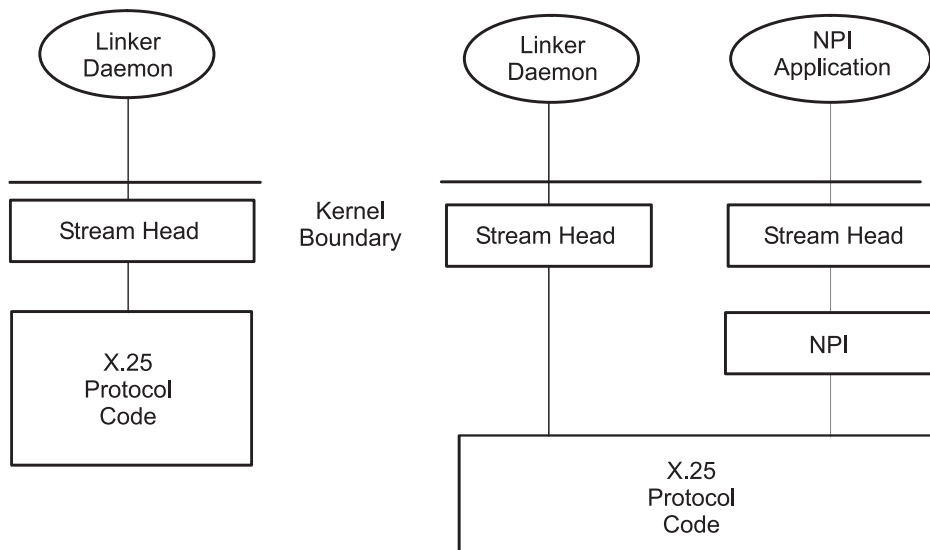 Linker
Daemon
Stream Head
X.25
Protocol
Code
Kernel
Boundary
Linker
Daemon
NPI
Application
Stream Head
Stream Head
NPI
X.25
Protocol
Code